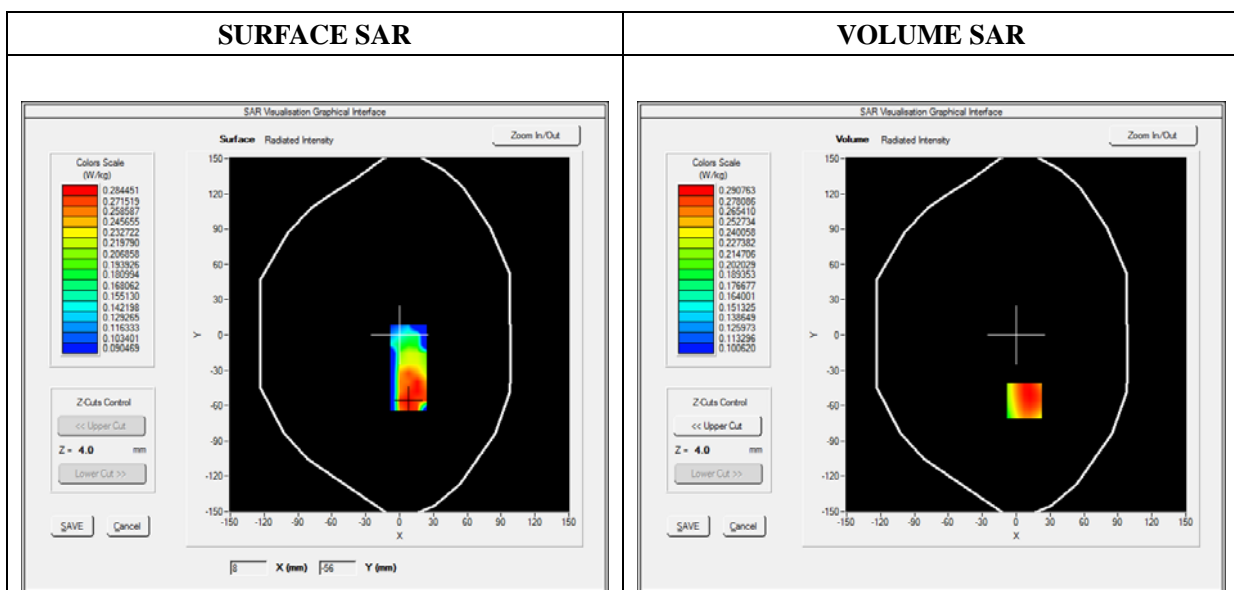 SURFACE SAR
VOLUME SAR
SAR Visualisation Graphical Interface
Surface Radiated Intensity
Zoom In/Out
Colors Scale
(W/kg)
0.284451
0.271519
0.258587
0.245655
0.232722
0.219790
0.206858
0.193926
0.180994
0.168062
0.155130
0.142198
0.129265
0.116333
0.103401
0.090469
150
120
90
60
30
0
-30
-60
-90
-120
-150
Y
-150 -120 -90 -60 -30 0 30 60 90 120 150
X
Z-Cuts Control
<< Upper Cut
Z = 4.0 mm
Lower Cut >>
SAVE Cancel
8 X (mm) -56 Y (mm)
SAR Visualisation Graphical Interface
Volume Radiated Intensity
Zoom In/Out
Colors Scale
(W/kg)
0.290763
0.278086
0.265410
0.252734
0.240058
0.227382
0.214706
0.202029
0.189353
0.176677
0.164001
0.151325
0.138649
0.125973
0.113296
0.100620
150
120
90
60
30
0
-30
-60
-90
-120
-150
Y
-150 -120 -90 -60 -30 0 30 60 90 120 150
X
Z-Cuts Control
<< Upper Cut
Z = 4.0 mm
Lower Cut >>
SAVE Cancel